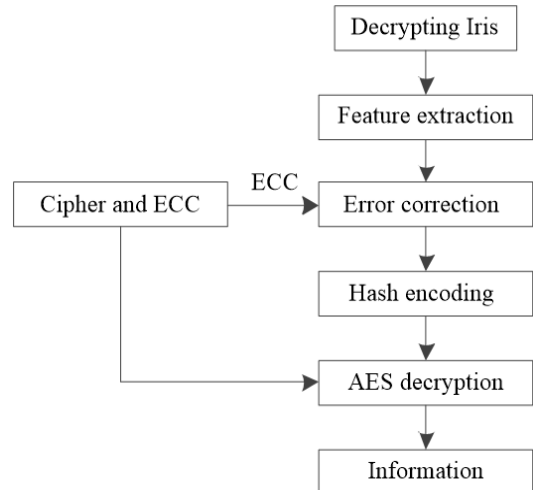 Decrypting Iris
Feature extraction
ECC
Cipher and ECC
Error correction
Hash encoding
AES decryption
Information